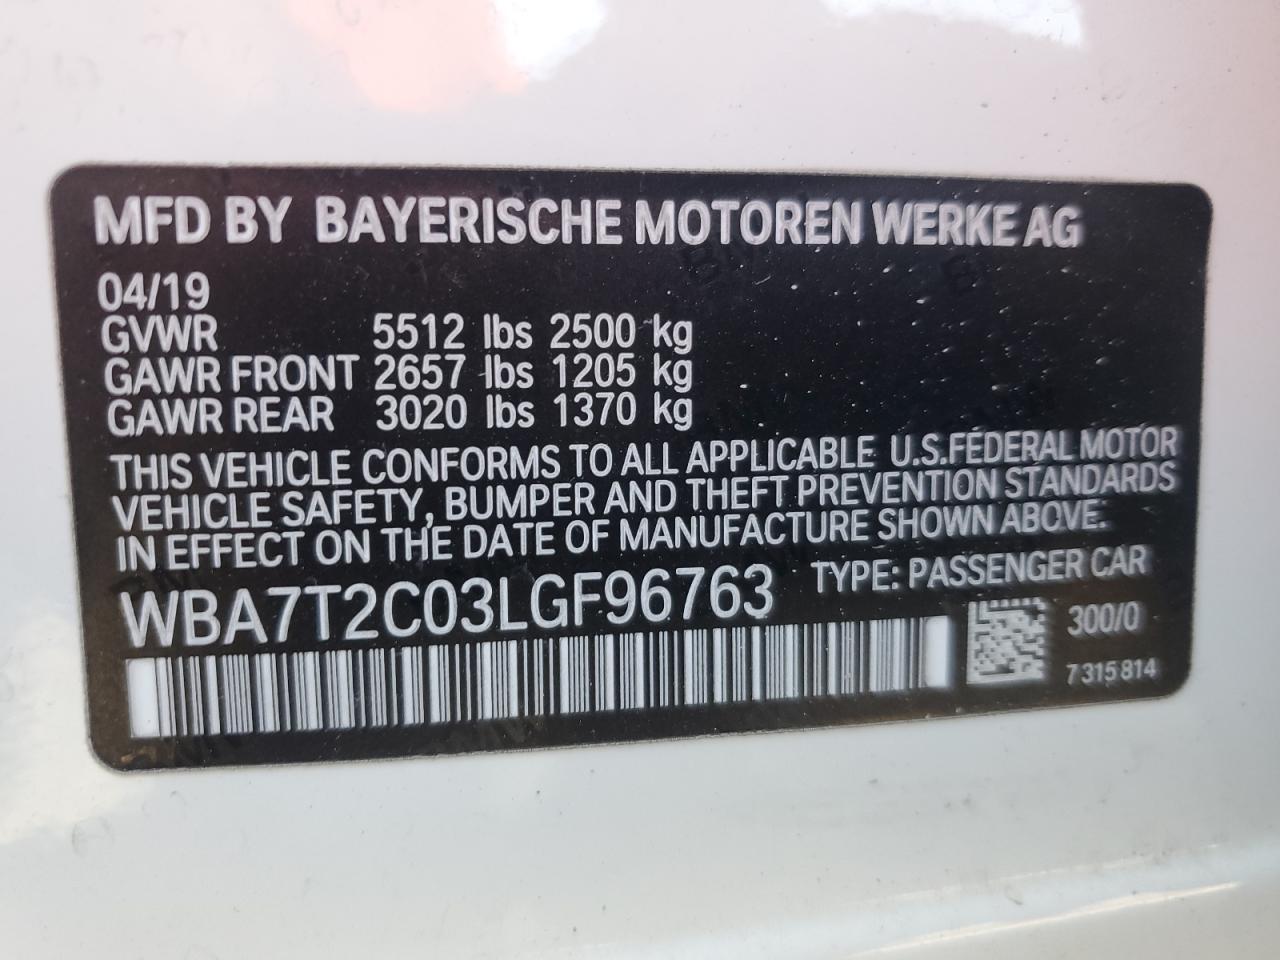 MFD BY BAYERISCHE MOTOREN WERKE AG
04/19
GVWR 5512 lbs 2500 kg
GAWR FRONT 2657 lbs 1205 kg
GAWR REAR 3020 lbs 1370 kg
THIS VEHICLE CONFORMS TO ALL APPLICABLE U.S.FEDERAL MOTOR
VEHICLE SAFETY, BUMPER AND THEFT PREVENTION STANDARDS
IN EFFECT ON THE DATE OF MANUFACTURE SHOWN ABOVE.
WBA7T2C03LGF96763 TYPE: PASSENGER CAR
300/0
7 315 814